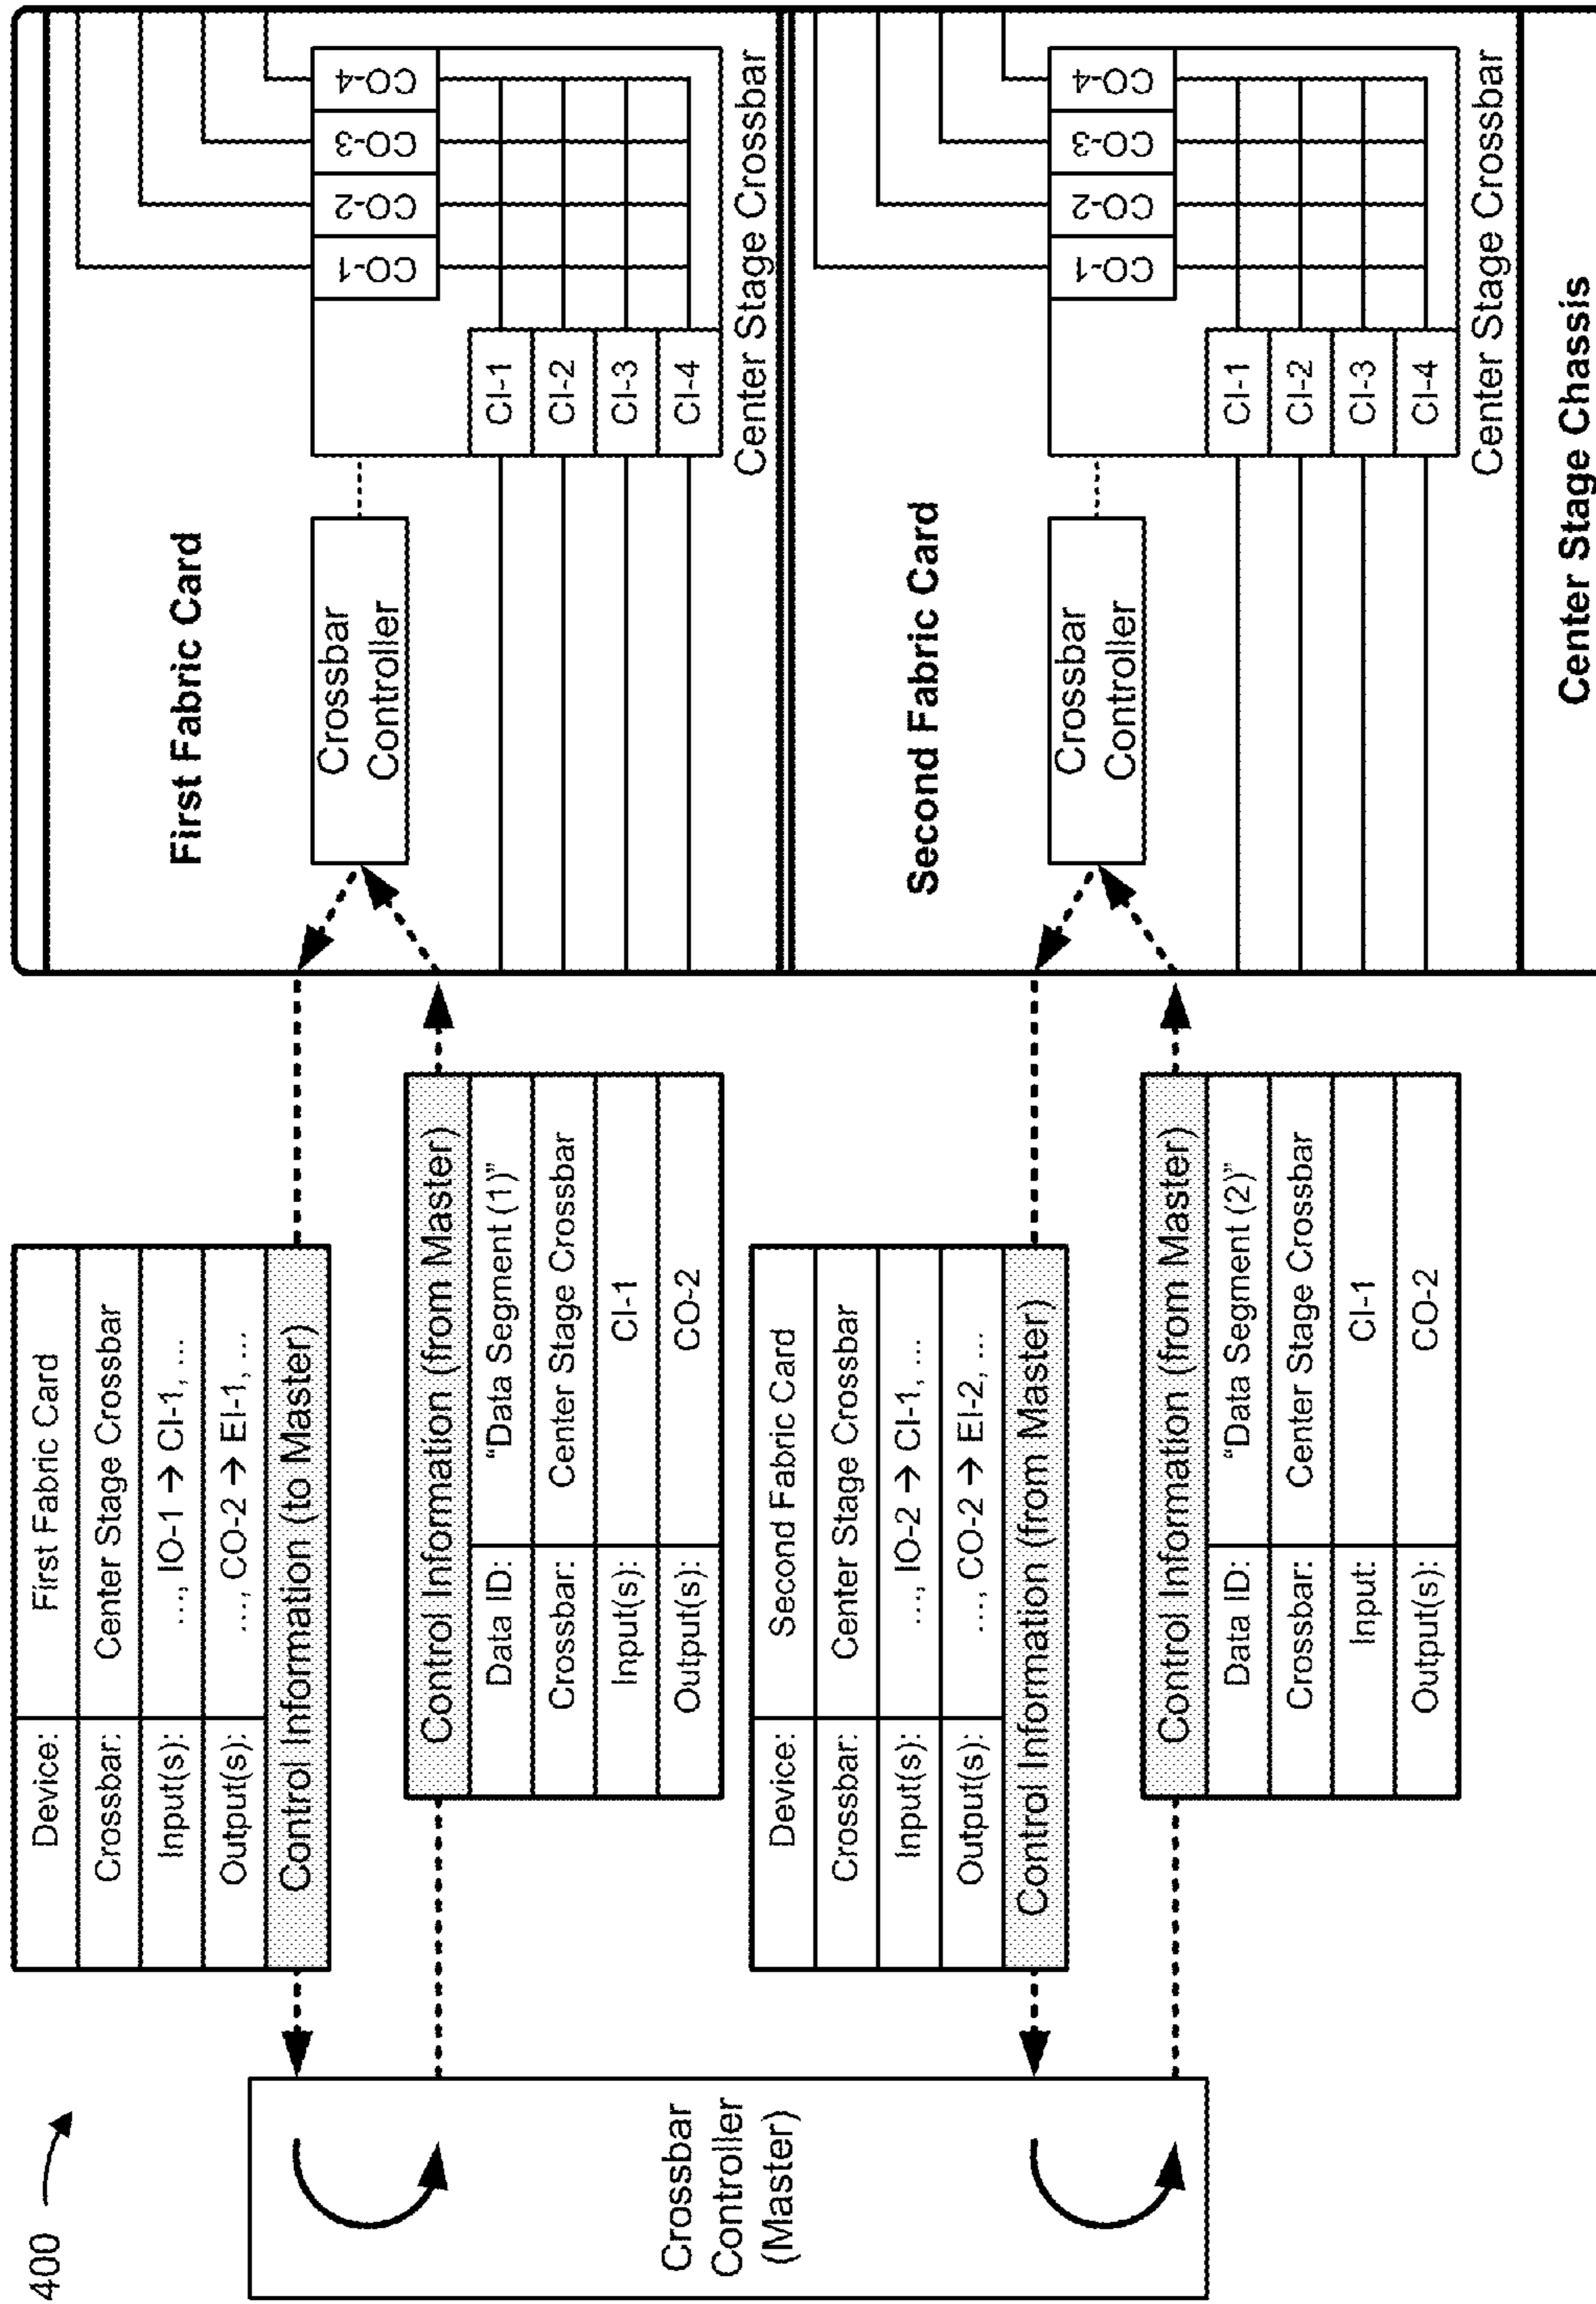 400
Device: First Fabric Card
Crossbar: Center Stage Crossbar
Input(s): ..., IO-1 → CI-1, ...
Output(s): ..., CO-2 → EI-1, ...
Control Information (to Master)
Control Information (from Master)
Data ID: “Data Segment (1)”
Crossbar: Center Stage Crossbar
Input(s): CI-1
Output(s): CO-2
First Fabric Card
Crossbar
Controller
CO-1 CO-2 CO-3 CO-4
CI-1
CI-2
CI-3
CI-4
Center Stage Crossbar
Crossbar
Controller
(Master)
Device: Second Fabric Card
Crossbar: Center Stage Crossbar
Input(s): ..., IO-2 → CI-1, ...
Output(s): ..., CO-2 → EI-2, ...
Control Information (from Master)
Control Information (from Master)
Data ID: “Data Segment (2)”
Crossbar: Center Stage Crossbar
Input: CI-1
Output(s): CO-2
Second Fabric Card
Crossbar
Controller
CO-1 CO-2 CO-3 CO-4
CI-1
CI-2
CI-3
CI-4
Center Stage Crossbar
Center Stage Chassis